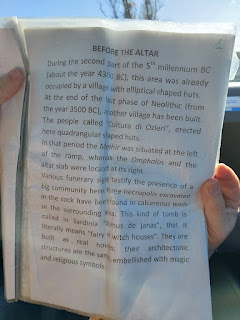 BEFORE THE ALTAR
During the second part of the 5th millennium BC
(about the year 4300 BC), this area was already
occupied by a village with elliptical shaped huts.
At the end of the last phase of Neolithic (from
the year 3500 BC), another village has been built.
The people called "Cultura di Ozieri", erected
here quadrangular shaped huts.
In that period the Menhir was situated at the left
of the ramp, whereas the Omphalos and the
altar slab were located at its right.
Various funerary sign testify the presence of a
big community here: three necropolis excavated
in the rock have been found in calcareous walls
in the surrounding area. This kind of tomb is
called in Sardinia "domus de janas", that it
literally means "fairy or witch houses". They are
built as real houses; their architectonic
structures are the same, embellished with magic
and religious symbols